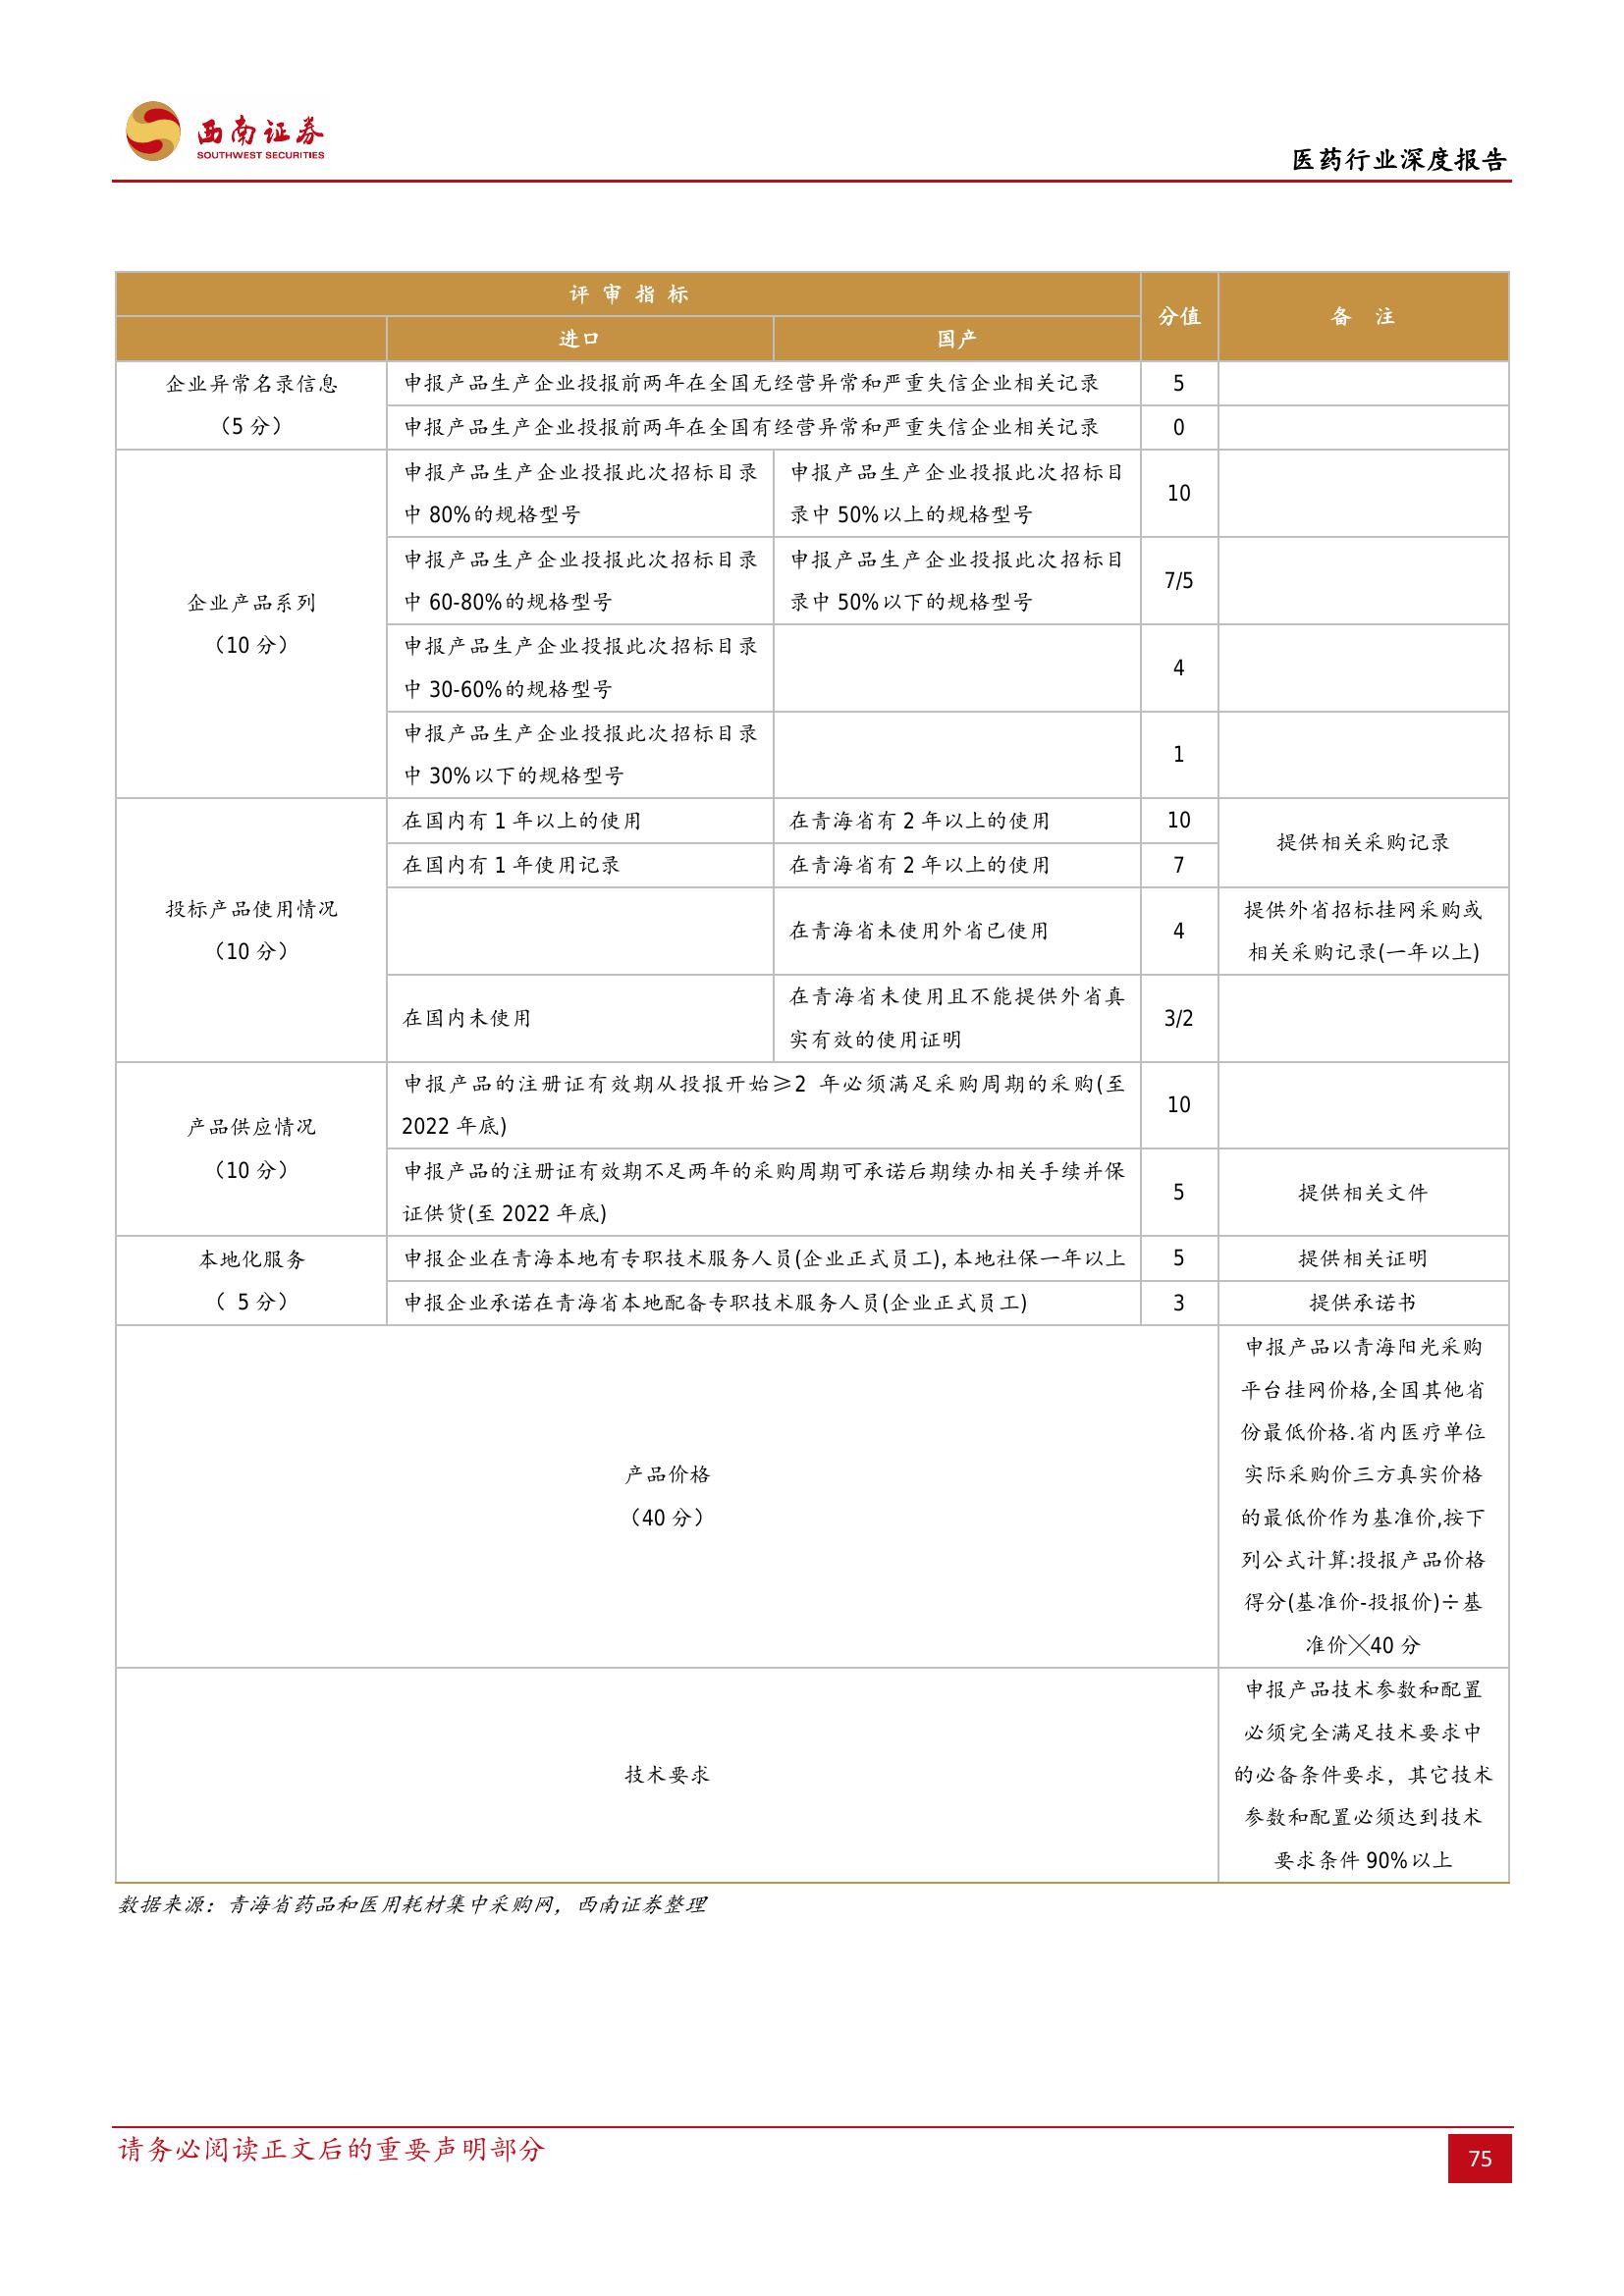 西南证券
SOUTHWEST SECURITIES
医药行业深度报告
评 审 指 标
分值
备 注
进口
国产
企业异常名录信息
（5 分）
申报产品生产企业投报前两年在全国无经营异常和严重失信企业相关记录
5
申报产品生产企业投报前两年在全国有经营异常和严重失信企业相关记录
0
企业产品系列
（10 分）
申报产品生产企业投报此次招标目录
中 80%的规格型号
申报产品生产企业投报此次招标目
录中 50%以上的规格型号
10
申报产品生产企业投报此次招标目录
中 60-80%的规格型号
申报产品生产企业投报此次招标目
录中 50%以下的规格型号
7/5
申报产品生产企业投报此次招标目录
中 30-60%的规格型号
4
申报产品生产企业投报此次招标目录
中 30%以下的规格型号
1
投标产品使用情况
（10 分）
在国内有 1 年以上的使用
在青海省有 2 年以上的使用
10
提供相关采购记录
在国内有 1 年使用记录
在青海省有 2 年以上的使用
7
在青海省未使用外省已使用
4
提供外省招标挂网采购或
相关采购记录(一年以上)
在国内未使用
在青海省未使用且不能提供外省真
实有效的使用证明
3/2
产品供应情况
（10 分）
申报产品的注册证有效期从投报开始≥2 年必须满足采购周期的采购(至
2022 年底)
10
申报产品的注册证有效期不足两年的采购周期可承诺后期续办相关手续并保
证供货(至 2022 年底)
5
提供相关文件
本地化服务
（ 5 分）
申报企业在青海本地有专职技术服务人员(企业正式员工),本地社保一年以上
5
提供相关证明
申报企业承诺在青海省本地配备专职技术服务人员(企业正式员工)
3
提供承诺书
产品价格
（40 分）
申报产品以青海阳光采购
平台挂网价格,全国其他省
份最低价格.省内医疗单位
实际采购价三方真实价格
的最低价作为基准价,按下
列公式计算:投报产品价格
得分(基准价-投报价)÷基
准价╳40 分
技术要求
申报产品技术参数和配置
必须完全满足技术要求中
的必备条件要求，其它技术
参数和配置必须达到技术
要求条件 90%以上
数据来源：青海省药品和医用耗材集中采购网，西南证券整理
请务必阅读正文后的重要声明部分
75